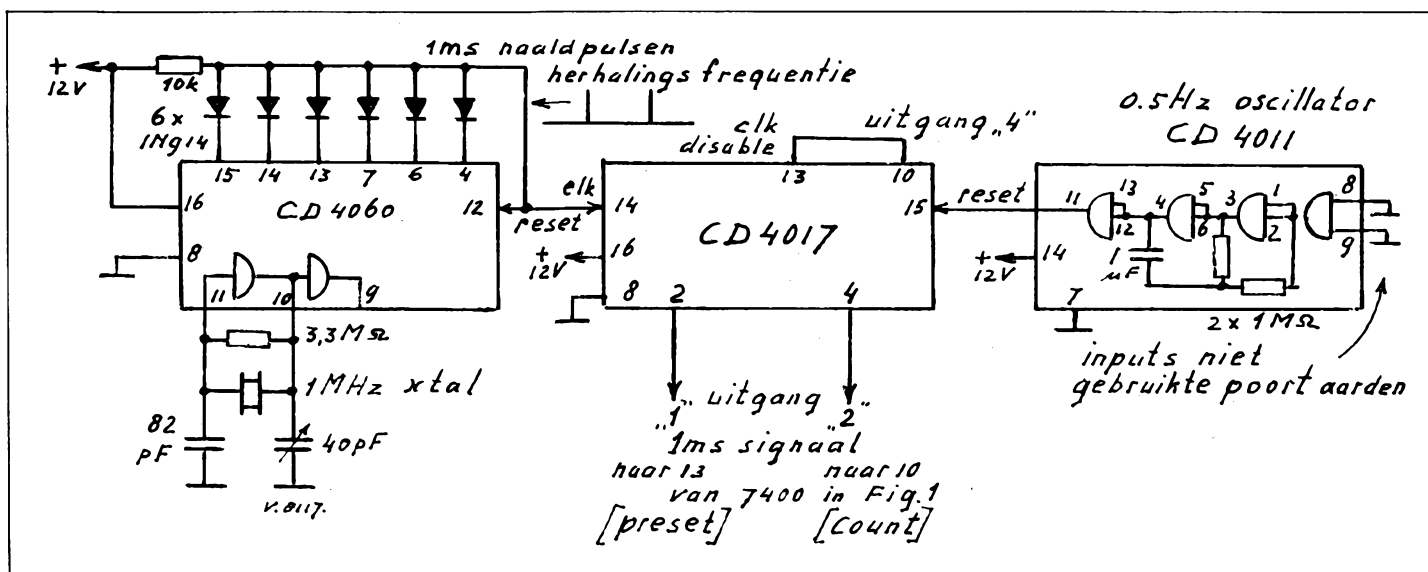 +
12V
10k
6 x
1Ng14
1ms naaldpulsen
herhalings frequentie
15 14 13 7 6 4
16
CD 4060
12
8
11 10 9
3,3MΩ
1MHz xtal
82
pF
40pF
V.8117.
clk
reset
clk
disable
uitgang „4"
13 10
14
15
CD 4017
16
+
12V
8
2 4
„1" uitgang „2"
1ms signaal
naar 13 naar 10
van 7400 in Fig.1
[preset] [Count]
0.5Hz oscillator
CD 4011
reset
11 13 12 4 5 6 3 1 2 8 9
14
+
12V
1
µF
7
2 x 1MΩ
inputs niet
gebruikte poort aarden